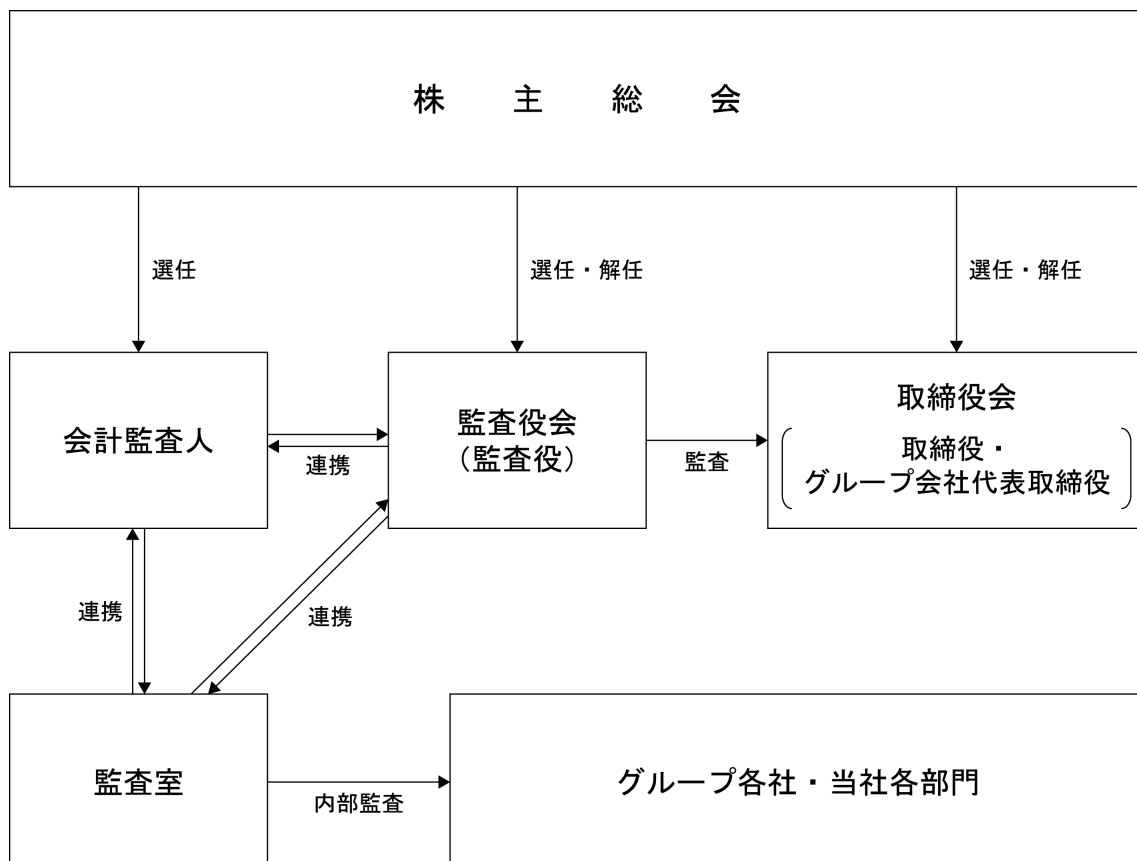 株　主　総　会
選任
選任・解任
選任・解任
会計監査人
監査役会
（監査役）
取締役会
取締役・
グループ会社代表取締役
連携
監査
連携
連携
監査室
内部監査
グループ各社・当社各部門